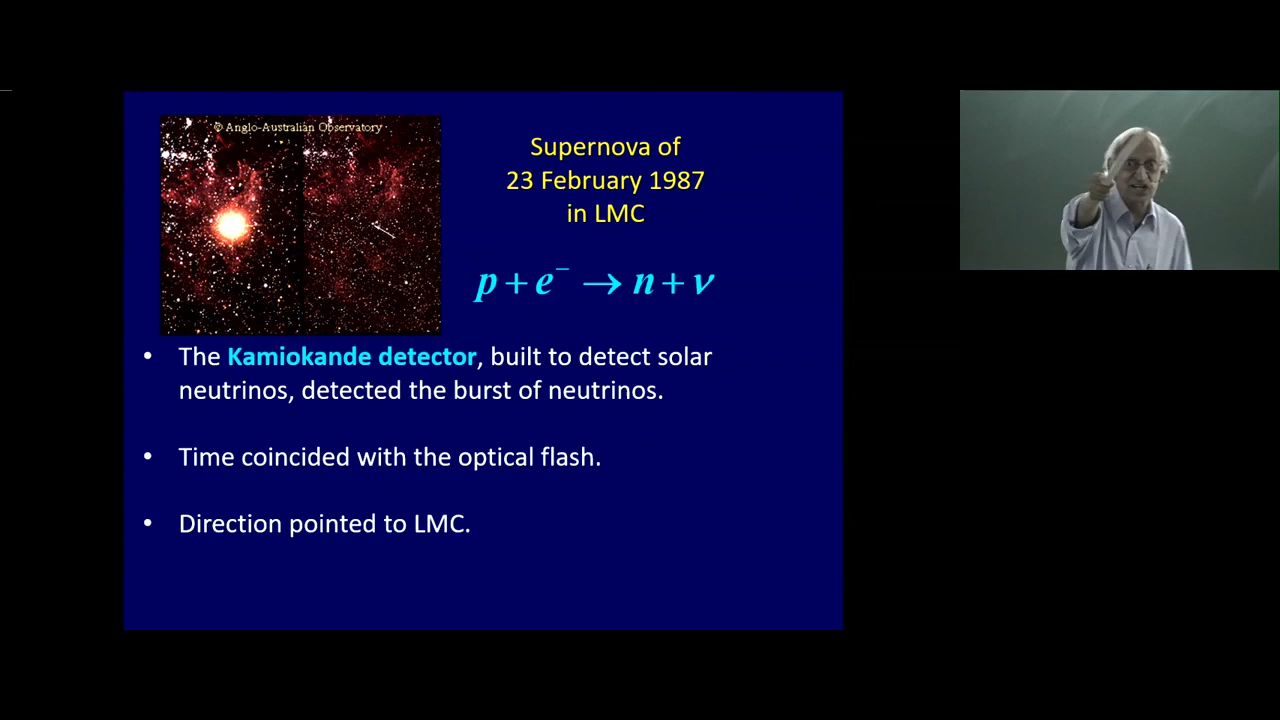 © Anglo-Australian Observatory
Supernova of
23 February 1987
in LMC
p + e⁻ → n + ν
• The Kamiokande detector, built to detect solar
neutrinos, detected the burst of neutrinos.
• Time coincided with the optical flash.
• Direction pointed to LMC.